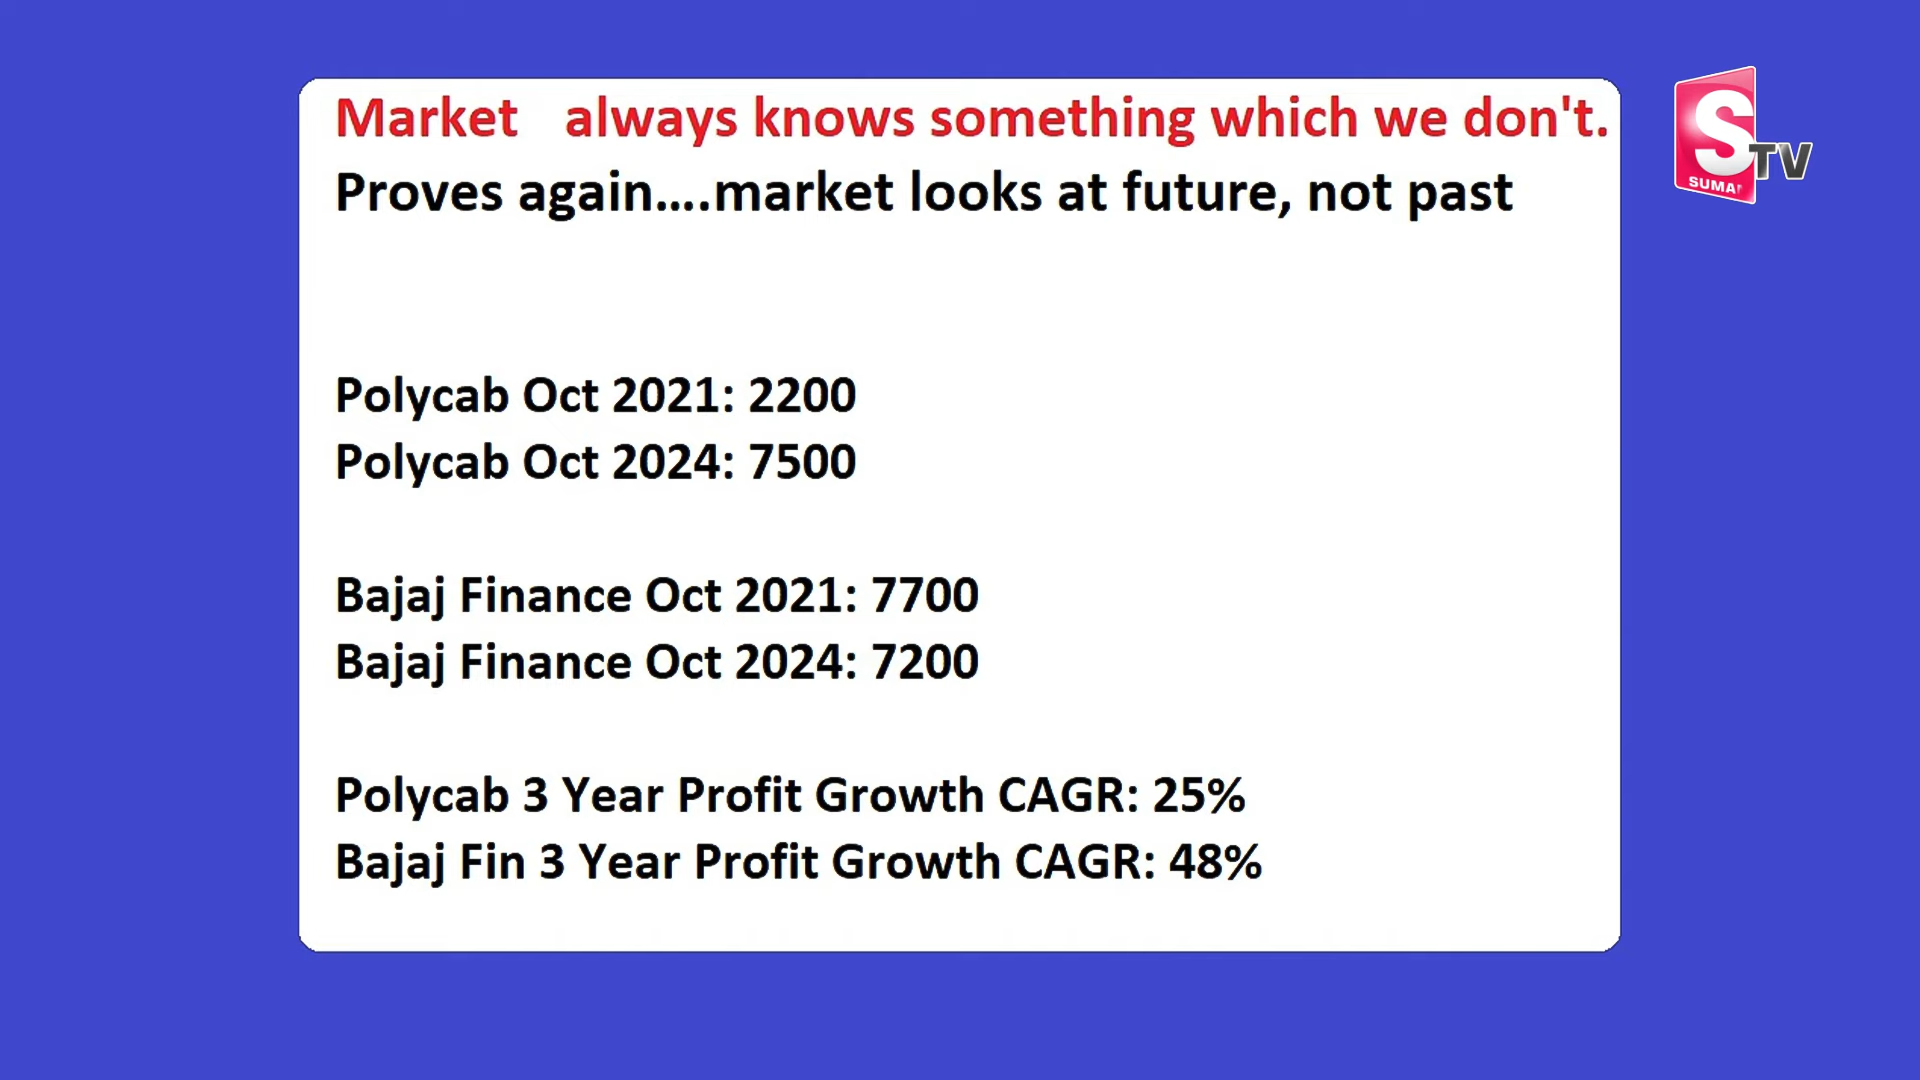 Market always knows something which we don't.
Proves again....market looks at future, not past
Polycab Oct 2021: 2200
Polycab Oct 2024: 7500
Bajaj Finance Oct 2021: 7700
Bajaj Finance Oct 2024: 7200
Polycab 3 Year Profit Growth CAGR: 25%
Bajaj Fin 3 Year Profit Growth CAGR: 48%
S
TV